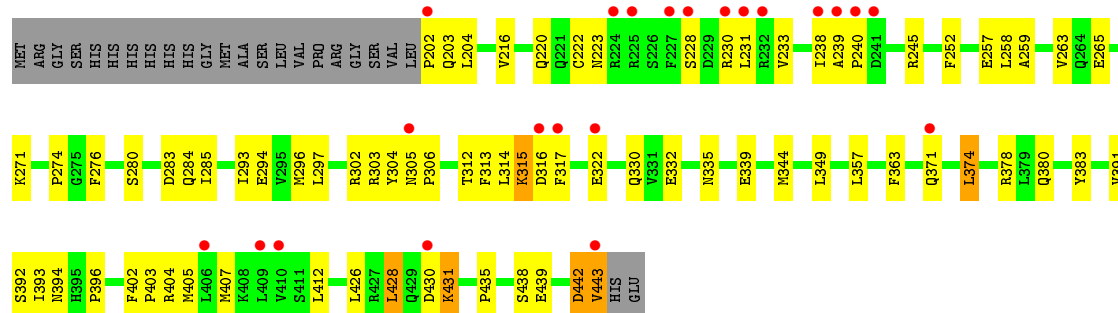 MET ARG GLY SER HIS HIS HIS HIS HIS HIS GLY MET ALA SER LEU VAL PRO ARG GLY SER VAL LEU P202 Q203 L204 V216 Q220 Q221 C222 N223 R224 R225 S226 F227 S228 D229 R230 L231 R232 V233 I238 A239 P240 D241 R245 F252 E257 L258 A259 V263 Q264 E265
K271 P274 G275 F276 S280 D283 Q284 I285 I293 E294 V295 M296 L297 R302 R303 Y304 N305 P306 T312 F313 L314 K315 D316 F317 E322 Q330 V331 E332 N335 E339 M344 L349 L357 F363 Q371 L374 R378 L379 Q380 Y383 V391
S392 I393 N394 H395 P396 F402 P403 R404 M405 L406 M407 K408 L409 V410 S411 L412 L426 R427 L428 Q429 D430 K431 P435 S438 E439 D442 V443 HIS GLU